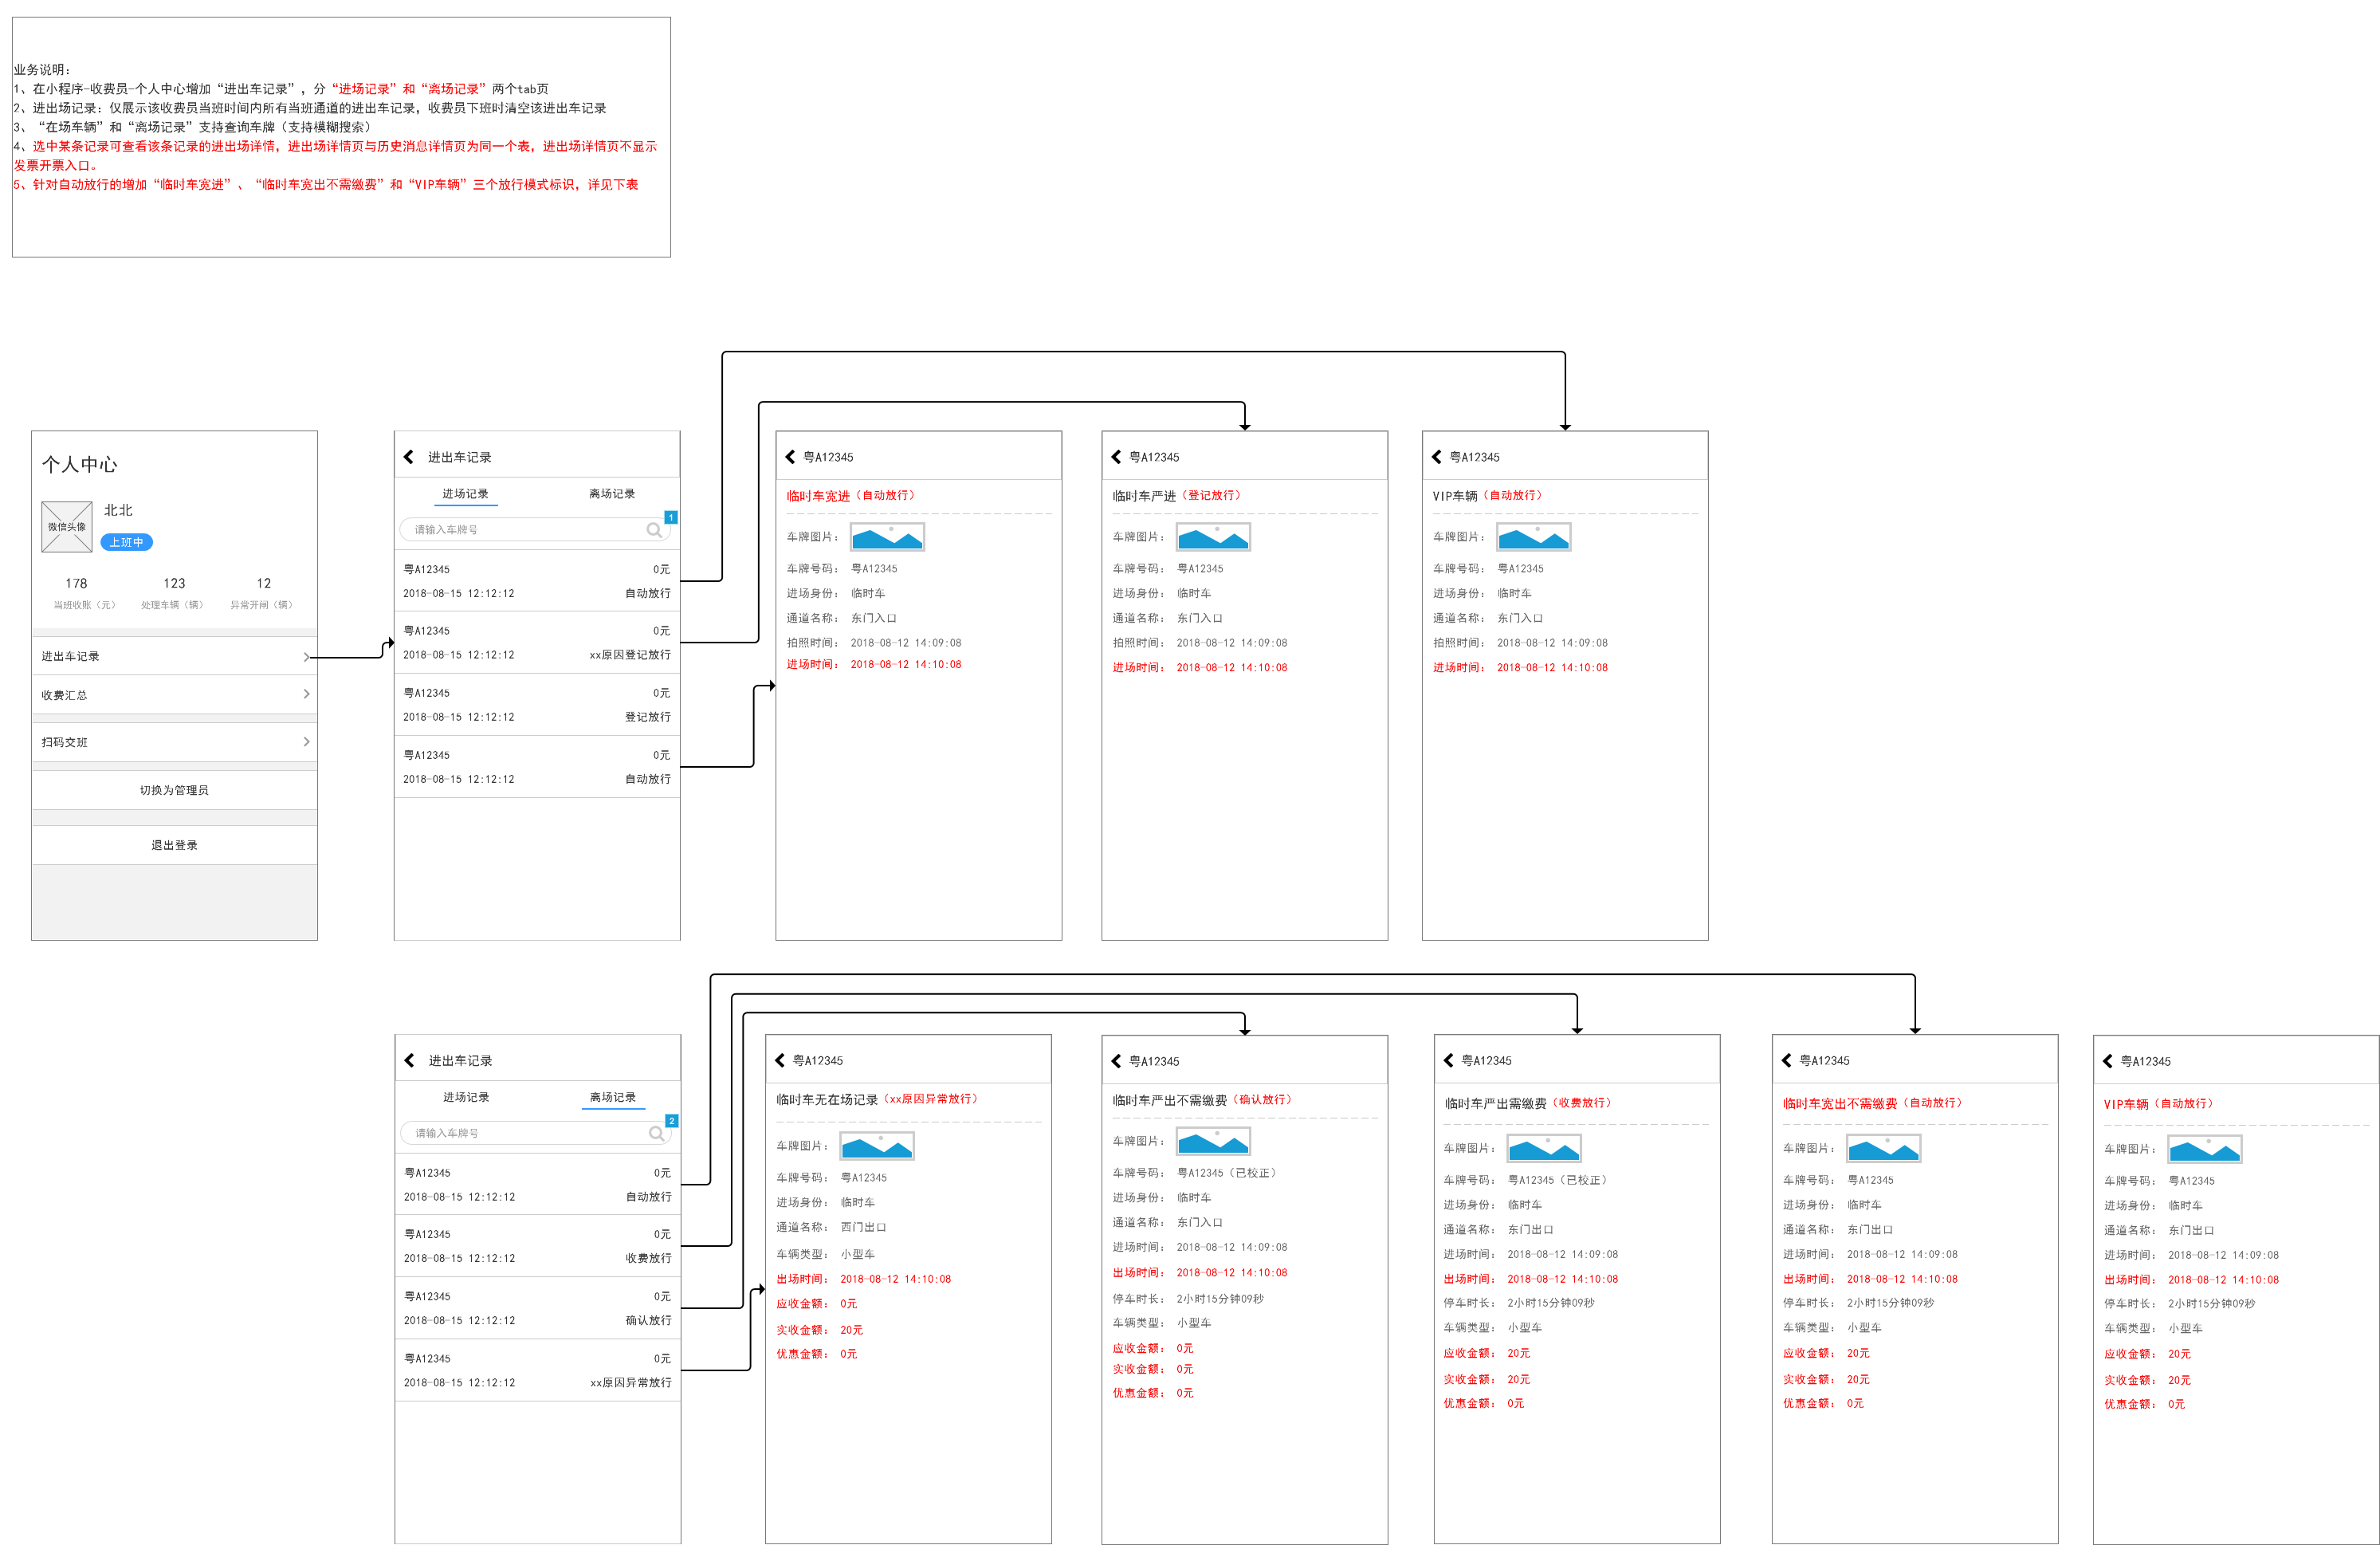 业务说明：
1、在小程序-收费员-个人中心增加“进出车记录”，分“进场记录”和“离场记录”两个tab页
2、进出场记录：仅展示该收费员当班时间内所有当班通道的进出车记录，收费员下班时清空该进出车记录
3、“在场车辆”和“离场记录”支持查询车牌（支持模糊搜索）
4、选中某条记录可查看该条记录的进出场详情，进出场详情页与历史消息详情页为同一个表，进出场详情页不显示
发票开票入口。
5、针对自动放行的增加“临时车宽进”、“临时车宽出不需缴费”和“VIP车辆”三个放行模式标识，详见下表
个人中心
微信头像
北北
上班中
178 123 12
当班收账（元） 处理车辆（辆） 异常开闸（辆）
进出车记录
收费汇总
扫码交班
切换为管理员
退出登录
进出车记录
进场记录 离场记录
1
请输入车牌号
粤A12345 0元
2018-08-15 12:12:12 自动放行
粤A12345 0元
2018-08-15 12:12:12 xx原因登记放行
粤A12345 0元
2018-08-15 12:12:12 登记放行
粤A12345 0元
2018-08-15 12:12:12 自动放行
粤A12345
临时车宽进（自动放行）
车牌图片：
车牌号码： 粤A12345
进场身份： 临时车
通道名称： 东门入口
拍照时间： 2018-08-12 14:09:08
进场时间： 2018-08-12 14:10:08
粤A12345
临时车严进（登记放行）
车牌图片：
车牌号码： 粤A12345
进场身份： 临时车
通道名称： 东门入口
拍照时间： 2018-08-12 14:09:08
进场时间： 2018-08-12 14:10:08
粤A12345
VIP车辆（自动放行）
车牌图片：
车牌号码： 粤A12345
进场身份： 临时车
通道名称： 东门入口
拍照时间： 2018-08-12 14:09:08
进场时间： 2018-08-12 14:10:08
进出车记录
进场记录 离场记录
2
请输入车牌号
粤A12345 0元
2018-08-15 12:12:12 自动放行
粤A12345 0元
2018-08-15 12:12:12 收费放行
粤A12345 0元
2018-08-15 12:12:12 确认放行
粤A12345 0元
2018-08-15 12:12:12 xx原因异常放行
粤A12345
临时车无在场记录（xx原因异常放行）
车牌图片：
车牌号码： 粤A12345
进场身份： 临时车
通道名称： 西门出口
车辆类型： 小型车
出场时间： 2018-08-12 14:10:08
应收金额： 0元
实收金额： 20元
优惠金额： 0元
粤A12345
临时车严出不需缴费（确认放行）
车牌图片：
车牌号码： 粤A12345（已校正）
进场身份： 临时车
通道名称： 东门入口
进场时间： 2018-08-12 14:09:08
出场时间： 2018-08-12 14:10:08
停车时长： 2小时15分钟09秒
车辆类型： 小型车
应收金额： 0元
实收金额： 0元
优惠金额： 0元
粤A12345
临时车严出需缴费（收费放行）
车牌图片：
车牌号码： 粤A12345（已校正）
进场身份： 临时车
通道名称： 东门出口
进场时间： 2018-08-12 14:09:08
出场时间： 2018-08-12 14:10:08
停车时长： 2小时15分钟09秒
车辆类型： 小型车
应收金额： 20元
实收金额： 20元
优惠金额： 0元
粤A12345
临时车宽出不需缴费（自动放行）
车牌图片：
车牌号码： 粤A12345
进场身份： 临时车
通道名称： 东门出口
进场时间： 2018-08-12 14:09:08
出场时间： 2018-08-12 14:10:08
停车时长： 2小时15分钟09秒
车辆类型： 小型车
应收金额： 20元
实收金额： 20元
优惠金额： 0元
粤A12345
VIP车辆（自动放行）
车牌图片：
车牌号码： 粤A12345
进场身份： 临时车
通道名称： 东门出口
进场时间： 2018-08-12 14:09:08
出场时间： 2018-08-12 14:10:08
停车时长： 2小时15分钟09秒
车辆类型： 小型车
应收金额： 20元
实收金额： 20元
优惠金额： 0元